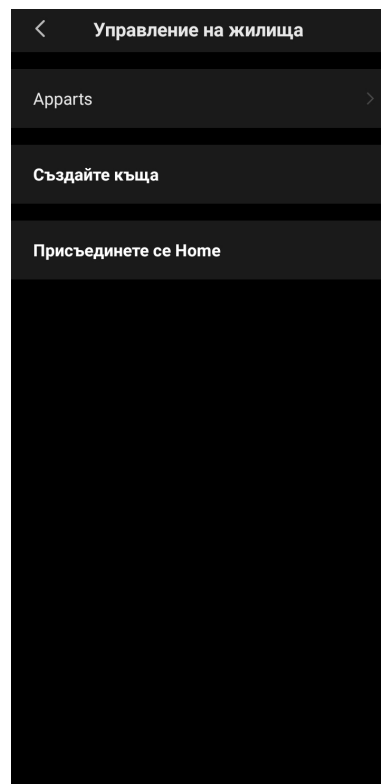 Управление на жилища
Apparts
Създайте къща
Присъединете се Home